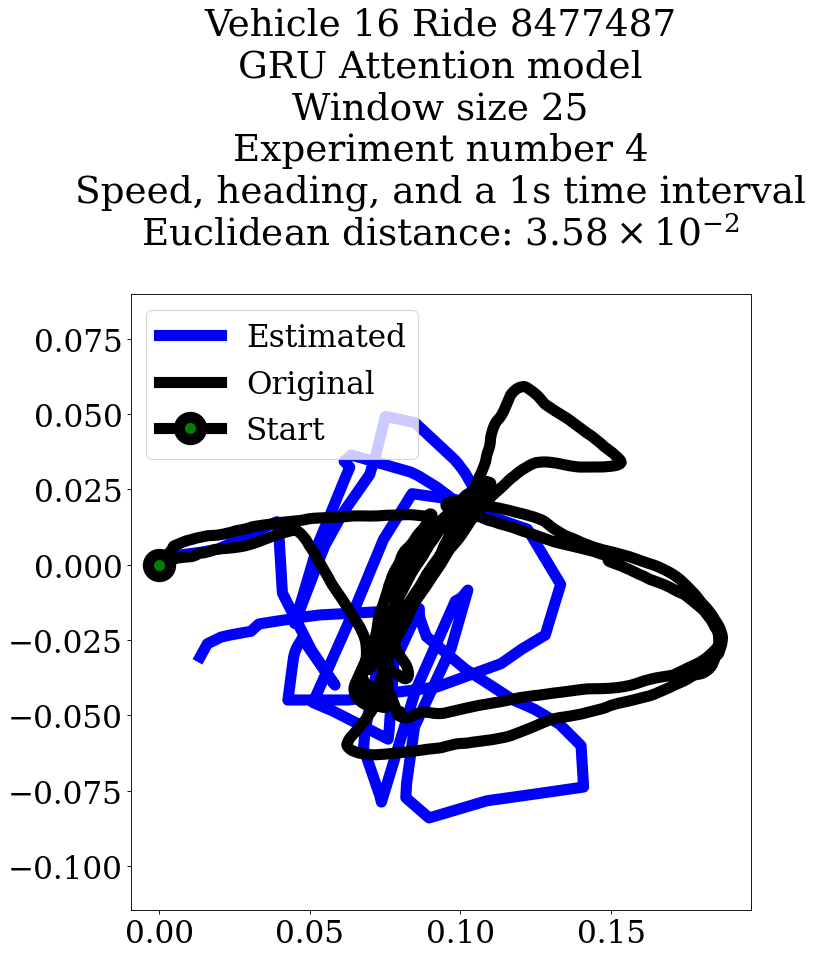 Vehicle 16 Ride 8477487
GRU Attention model
Window size 25
Experiment number 4
Speed, heading, and a 1s time interval
Euclidean distance: 3.58 × 10⁻²
Estimated
Original
Start
0.075
0.050
0.025
0.000
−0.025
−0.050
−0.075
−0.100
0.00 0.05 0.10 0.15